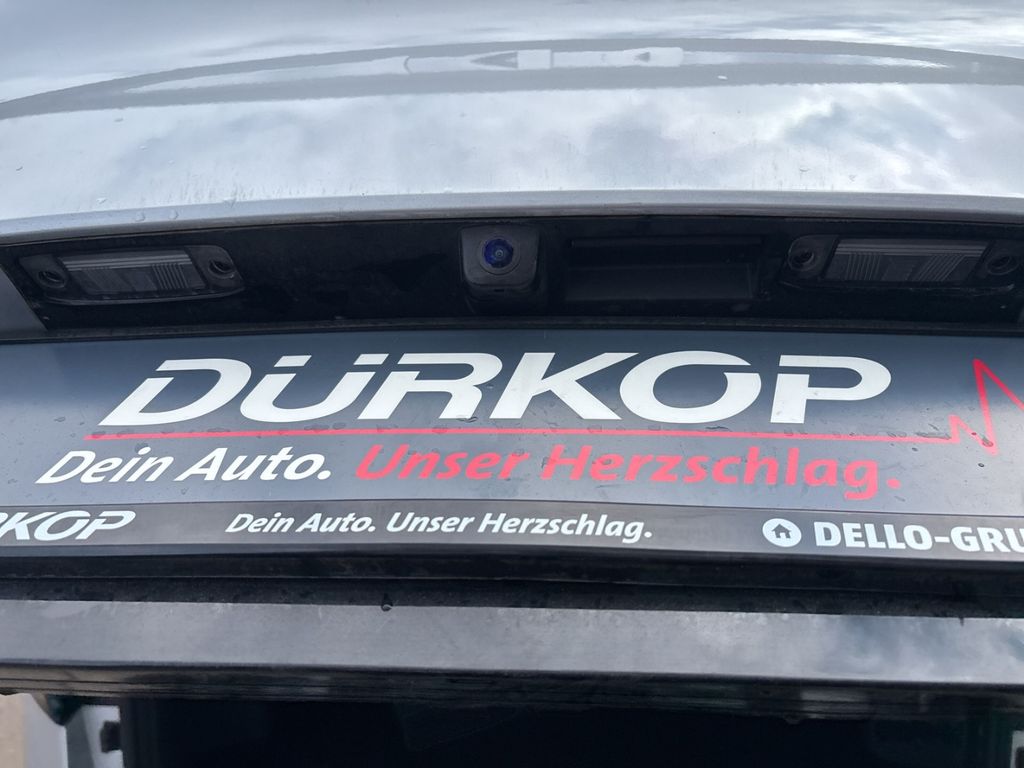 DÜRKOP
Dein Auto. Unser Herzschlag.
RKOP Dein Auto. Unser Herzschlag. DELLO-GRU